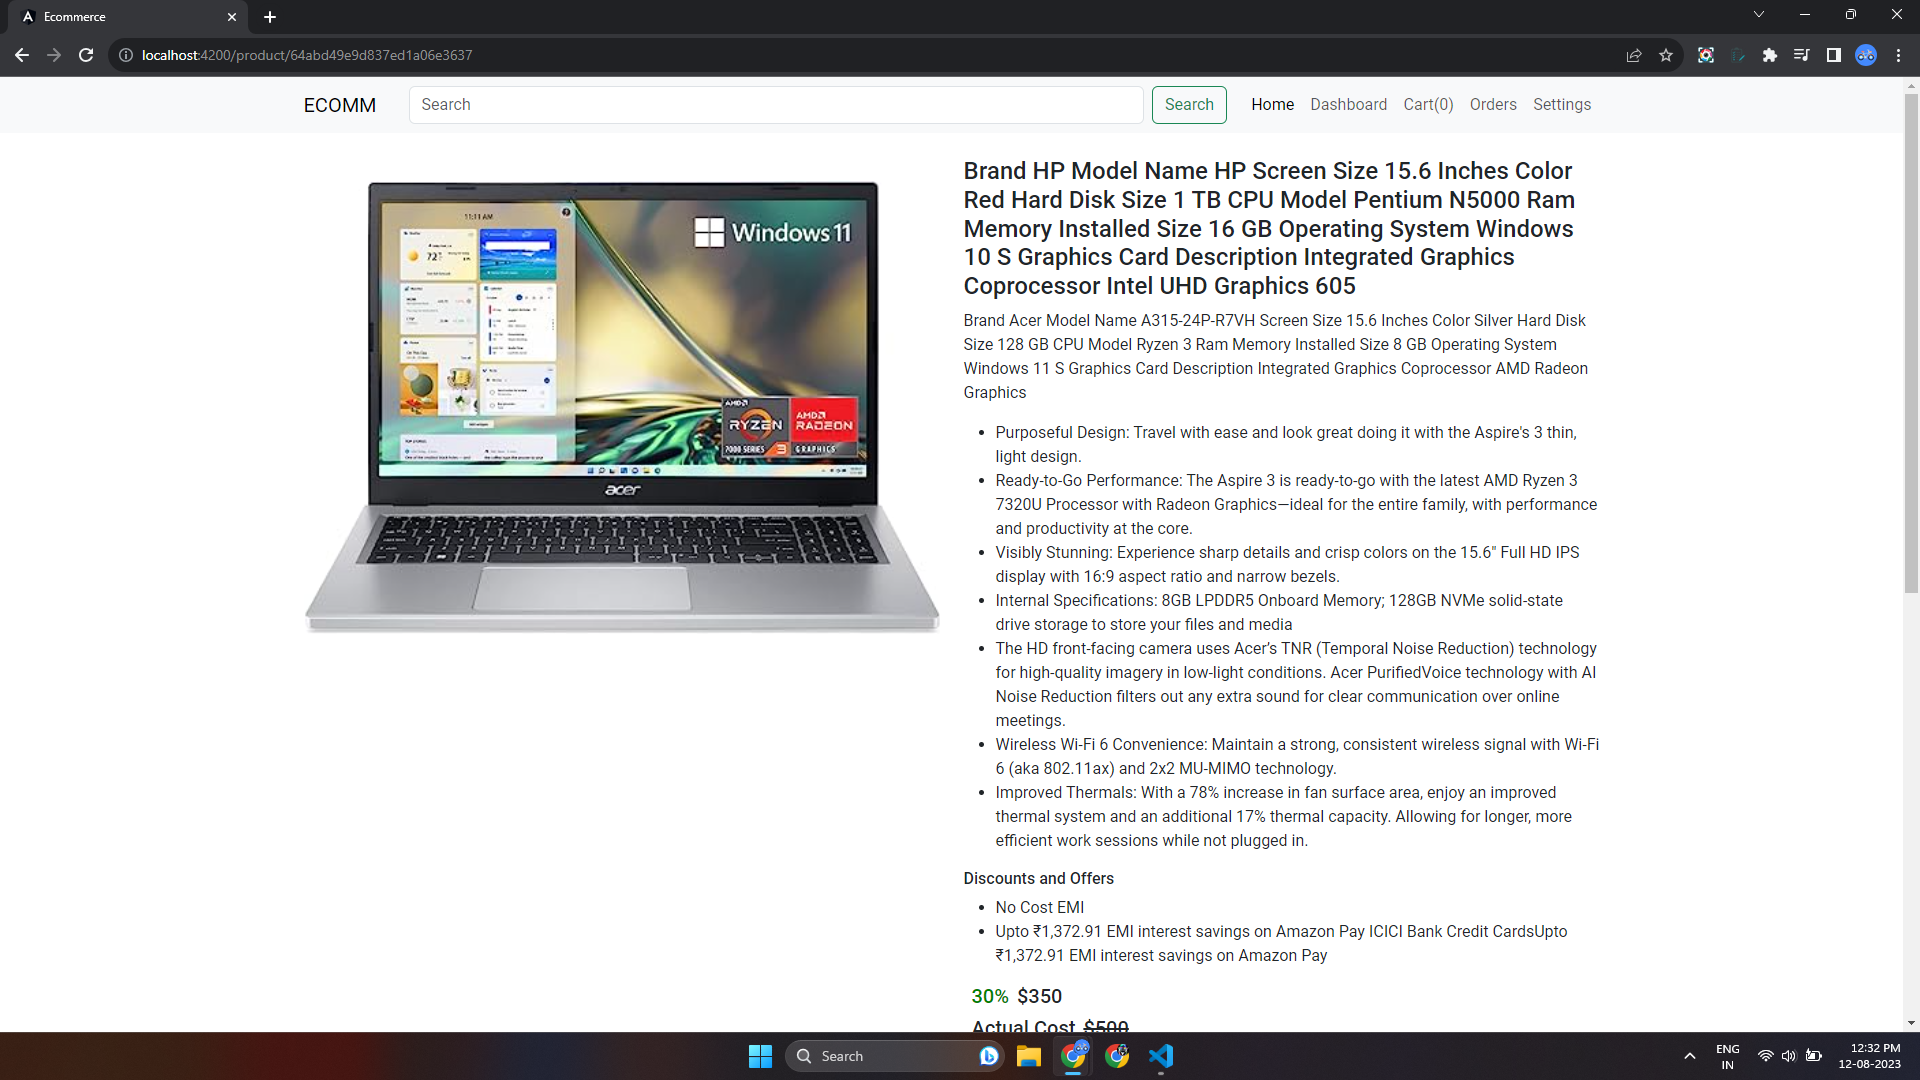 Ecommerce
localhost:4200/product/64abd49e9d837ed1a06e3637
ECOMM
Search
Search
Home
Dashboard
Cart(0)
Orders
Settings
11:11 AM
72°
Windows 11
AMD
RYZEN
7000 SERIES 3
AMD
RADEON
GRAPHICS
acer
Brand HP Model Name HP Screen Size 15.6 Inches Color
Red Hard Disk Size 1 TB CPU Model Pentium N5000 Ram
Memory Installed Size 16 GB Operating System Windows
10 S Graphics Card Description Integrated Graphics
Coprocessor Intel UHD Graphics 605
Brand Acer Model Name A315-24P-R7VH Screen Size 15.6 Inches Color Silver Hard Disk
Size 128 GB CPU Model Ryzen 3 Ram Memory Installed Size 8 GB Operating System
Windows 11 S Graphics Card Description Integrated Graphics Coprocessor AMD Radeon
Graphics
• Purposeful Design: Travel with ease and look great doing it with the Aspire's 3 thin,
light design.
• Ready-to-Go Performance: The Aspire 3 is ready-to-go with the latest AMD Ryzen 3
7320U Processor with Radeon Graphics—ideal for the entire family, with performance
and productivity at the core.
• Visibly Stunning: Experience sharp details and crisp colors on the 15.6" Full HD IPS
display with 16:9 aspect ratio and narrow bezels.
• Internal Specifications: 8GB LPDDR5 Onboard Memory; 128GB NVMe solid-state
drive storage to store your files and media
• The HD front-facing camera uses Acer’s TNR (Temporal Noise Reduction) technology
for high-quality imagery in low-light conditions. Acer PurifiedVoice technology with AI
Noise Reduction filters out any extra sound for clear communication over online
meetings.
• Wireless Wi-Fi 6 Convenience: Maintain a strong, consistent wireless signal with Wi-Fi
6 (aka 802.11ax) and 2x2 MU-MIMO technology.
• Improved Thermals: With a 78% increase in fan surface area, enjoy an improved
thermal system and an additional 17% thermal capacity. Allowing for longer, more
efficient work sessions while not plugged in.
Discounts and Offers
• No Cost EMI
• Upto ₹1,372.91 EMI interest savings on Amazon Pay ICICI Bank Credit CardsUpto
₹1,372.91 EMI interest savings on Amazon Pay
30% $350
Actual Cost $500
Search
ENG
IN
12:32 PM
12-08-2023